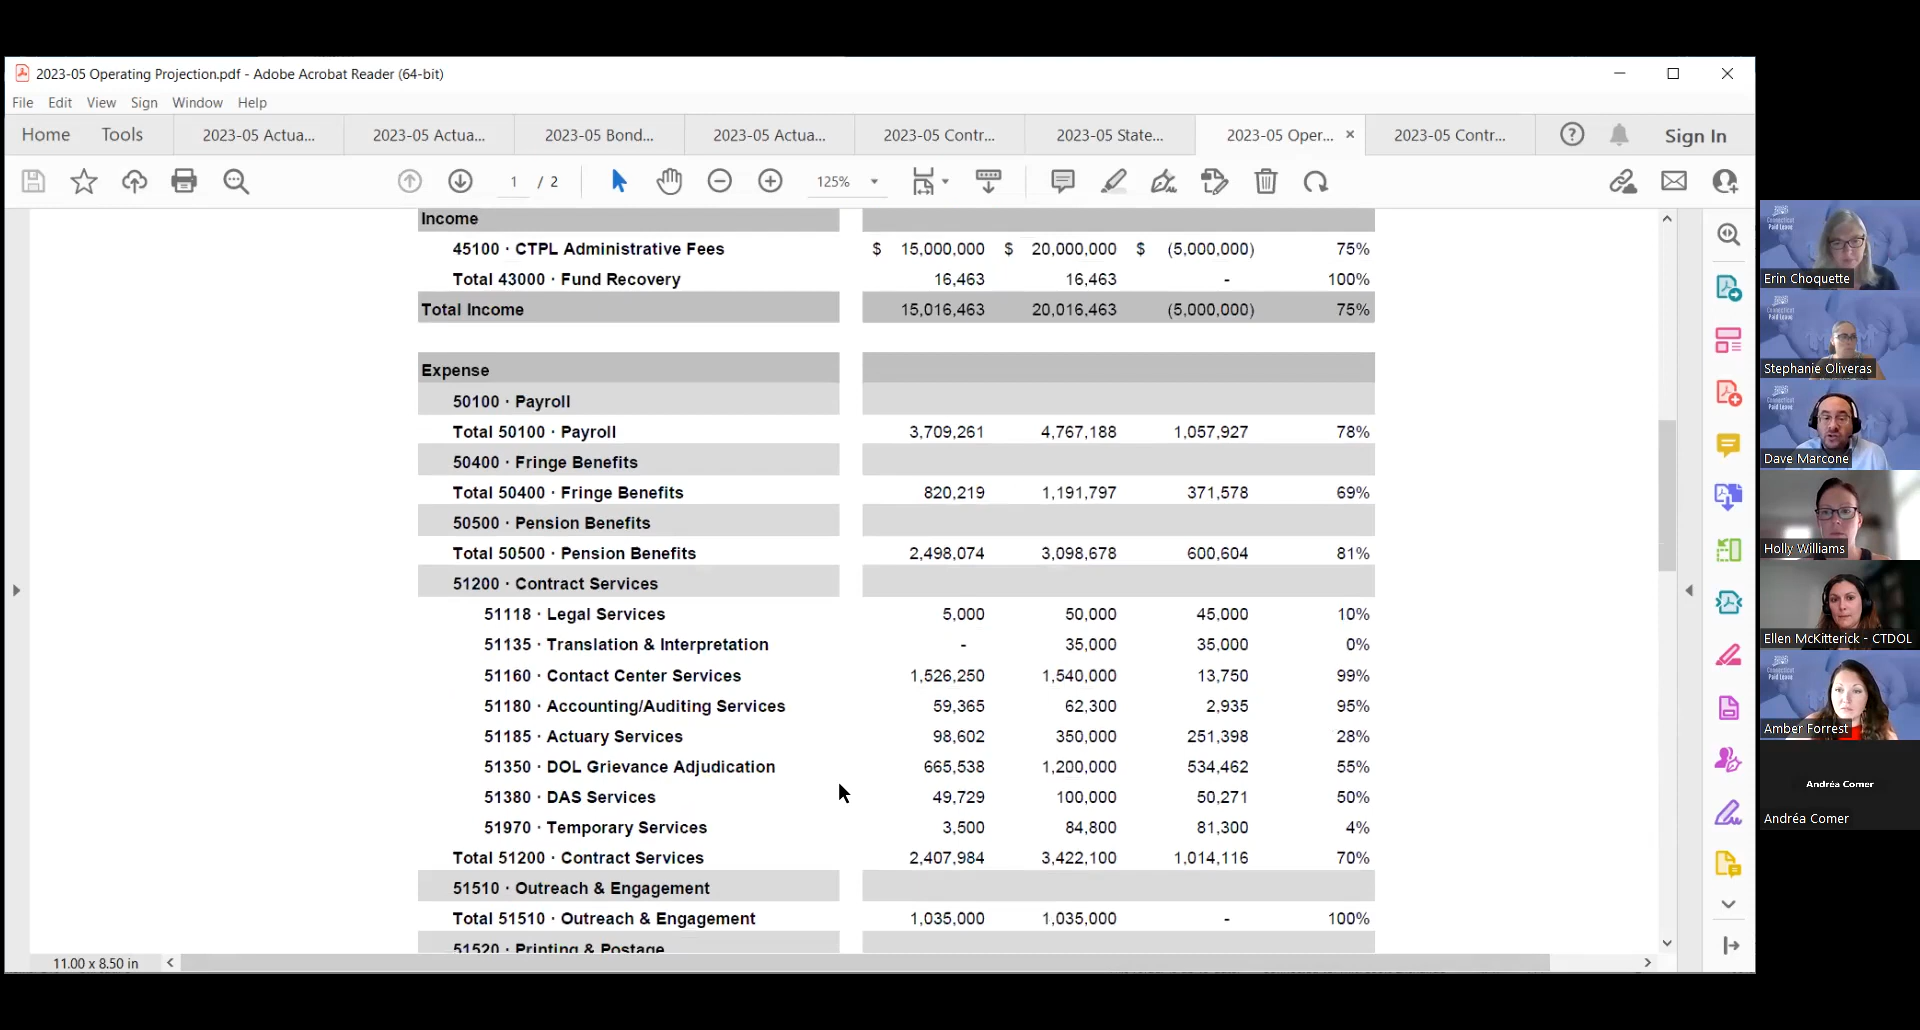 2023-05 Operating Projection.pdf - Adobe Acrobat Reader (64-bit)
File Edit View Sign Window Help
Home Tools 2023-05 Actua... 2023-05 Actua... 2023-05 Bond... 2023-05 Actua... 2023-05 Contr... 2023-05 State... 2023-05 Oper... × 2023-05 Contr... Sign In
1 / 2 125%
Income
45100 · CTPL Administrative Fees $ 15,000,000 $ 20,000,000 $ (5,000,000) 75%
Total 43000 · Fund Recovery 16,463 16,463 - 100%
Total Income 15,016,463 20,016,463 (5,000,000) 75%
Expense
50100 · Payroll
Total 50100 · Payroll 3,709,261 4,767,188 1,057,927 78%
50400 · Fringe Benefits
Total 50400 · Fringe Benefits 820,219 1,191,797 371,578 69%
50500 · Pension Benefits
Total 50500 · Pension Benefits 2,498,074 3,098,678 600,604 81%
51200 · Contract Services
51118 · Legal Services 5,000 50,000 45,000 10%
51135 · Translation & Interpretation - 35,000 35,000 0%
51160 · Contact Center Services 1,526,250 1,540,000 13,750 99%
51180 · Accounting/Auditing Services 59,365 62,300 2,935 95%
51185 · Actuary Services 98,602 350,000 251,398 28%
51350 · DOL Grievance Adjudication 665,538 1,200,000 534,462 55%
51380 · DAS Services 49,729 100,000 50,271 50%
51970 · Temporary Services 3,500 84,800 81,300 4%
Total 51200 · Contract Services 2,407,984 3,422,100 1,014,116 70%
51510 · Outreach & Engagement
Total 51510 · Outreach & Engagement 1,035,000 1,035,000 - 100%
51520 · Printing & Postage
11.00 x 8.50 in
Connecticut
Paid Leave
Erin Choquette
Stephanie Oliveras
Connecticut
Paid Leave
Dave Marcone
Holly Williams
Ellen McKitterick - CTDOL
Connecticut
Paid Leave
Amber Forrest
Andréa Comer
Andréa Comer